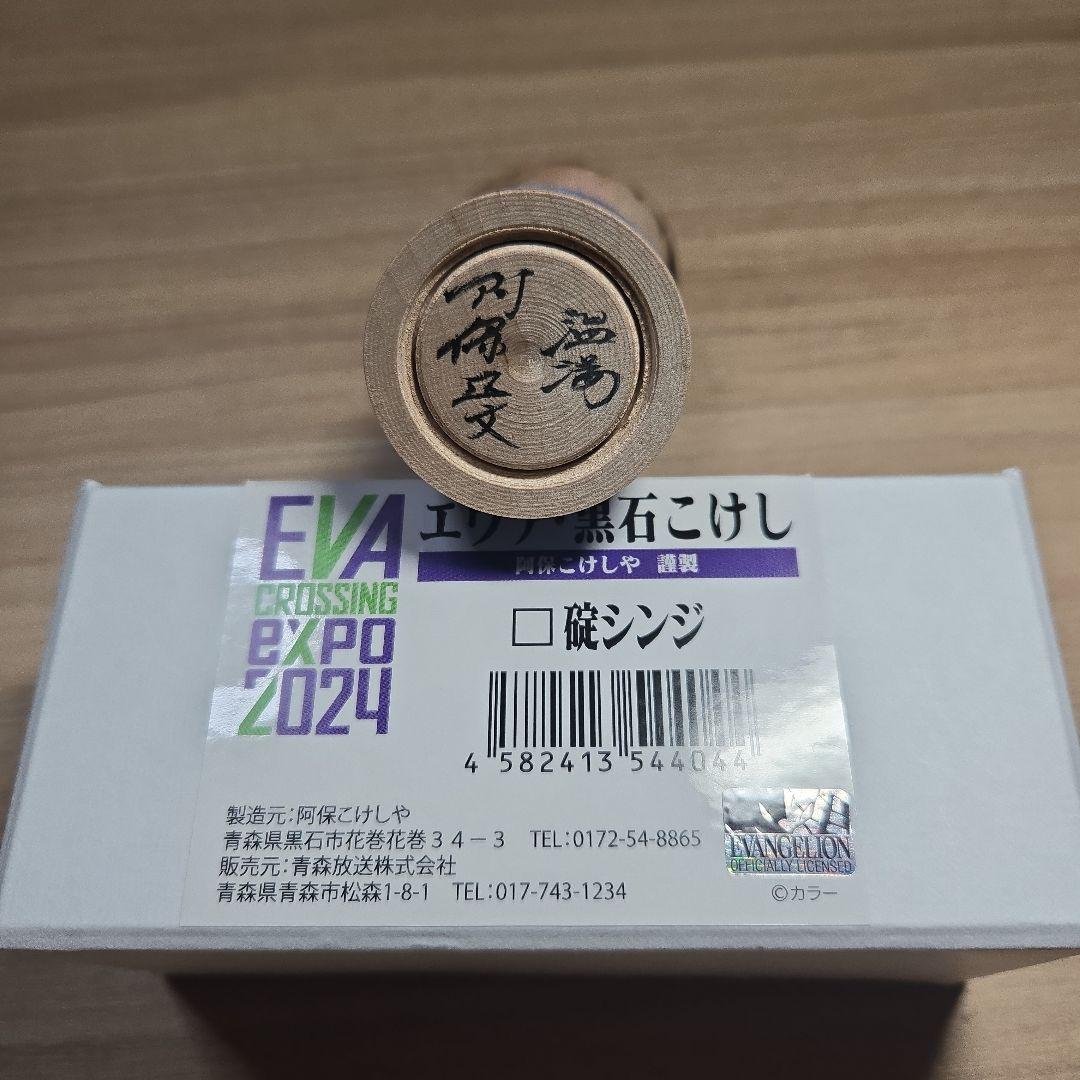 温湯
阿保正文
EVA
CROSSING
eXPO
2024
エヴァ・黒石こけし
阿保こけしや 謹製
□碇シンジ
4 582413 544044
製造元:阿保こけしや
青森県黒石市花巻花巻34-3 TEL:0172-54-8865
販売元:青森放送株式会社
青森県青森市松森1-8-1 TEL:017-743-1234
EVANGELION
OFFICIALLY LICENSED
©カラー